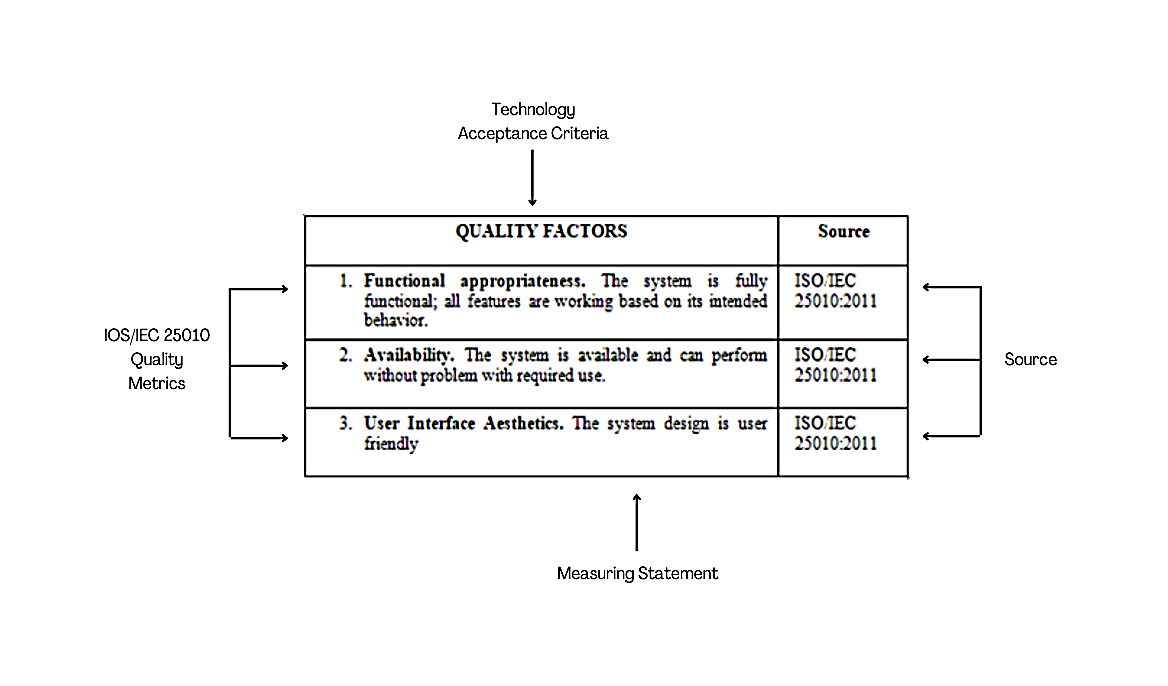 Technology
Acceptance Criteria
QUALITY FACTORS
Source
1. Functional appropriateness. The system is fully
functional; all features are working based on its intended
behavior.
ISO/IEC
25010:2011
2. Availability. The system is available and can perform
without problem with required use.
ISO/IEC
25010:2011
3. User Interface Aesthetics. The system design is user
friendly
ISO/IEC
25010:2011
IOS/IEC 25010
Quality
Metrics
Source
Measuring Statement